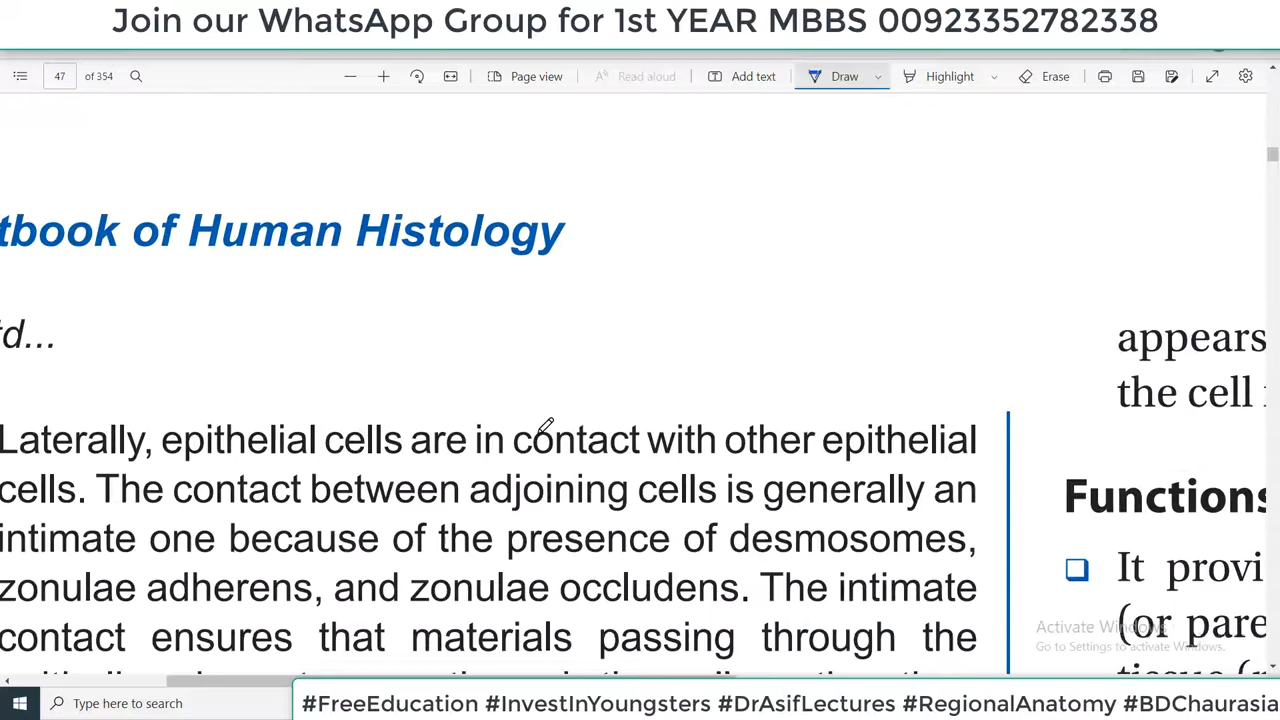 Join our WhatsApp Group for 1st YEAR MBBS 00923352782338
47 of 354 Page view Read aloud Add text Draw Highlight Erase
tbook of Human Histology
td...
Laterally, epithelial cells are in contact with other epithelial
cells. The contact between adjoining cells is generally an
intimate one because of the presence of desmosomes,
zonulae adherens, and zonulae occludens. The intimate
contact ensures that materials passing through the
appears
the cell
Functions
It provi
(or pare
Activate Windows
Go to Settings to activate Windows.
Type here to search
#FreeEducation #InvestInYoungsters #DrAsifLectures #RegionalAnatomy #BDChaurasia